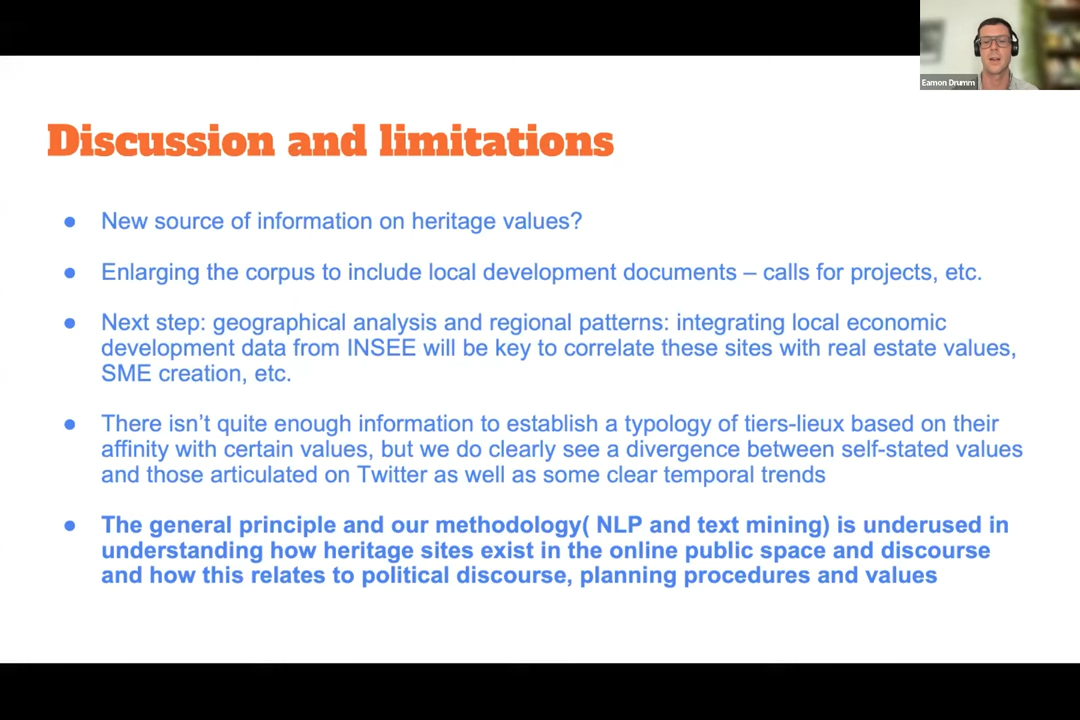 Eamon Drumm
Discussion and limitations
● New source of information on heritage values?
● Enlarging the corpus to include local development documents – calls for projects, etc.
● Next step: geographical analysis and regional patterns: integrating local economic
development data from INSEE will be key to correlate these sites with real estate values,
SME creation, etc.
● There isn’t quite enough information to establish a typology of tiers-lieux based on their
affinity with certain values, but we do clearly see a divergence between self-stated values
and those articulated on Twitter as well as some clear temporal trends
● The general principle and our methodology( NLP and text mining) is underused in
understanding how heritage sites exist in the online public space and discourse
and how this relates to political discourse, planning procedures and values